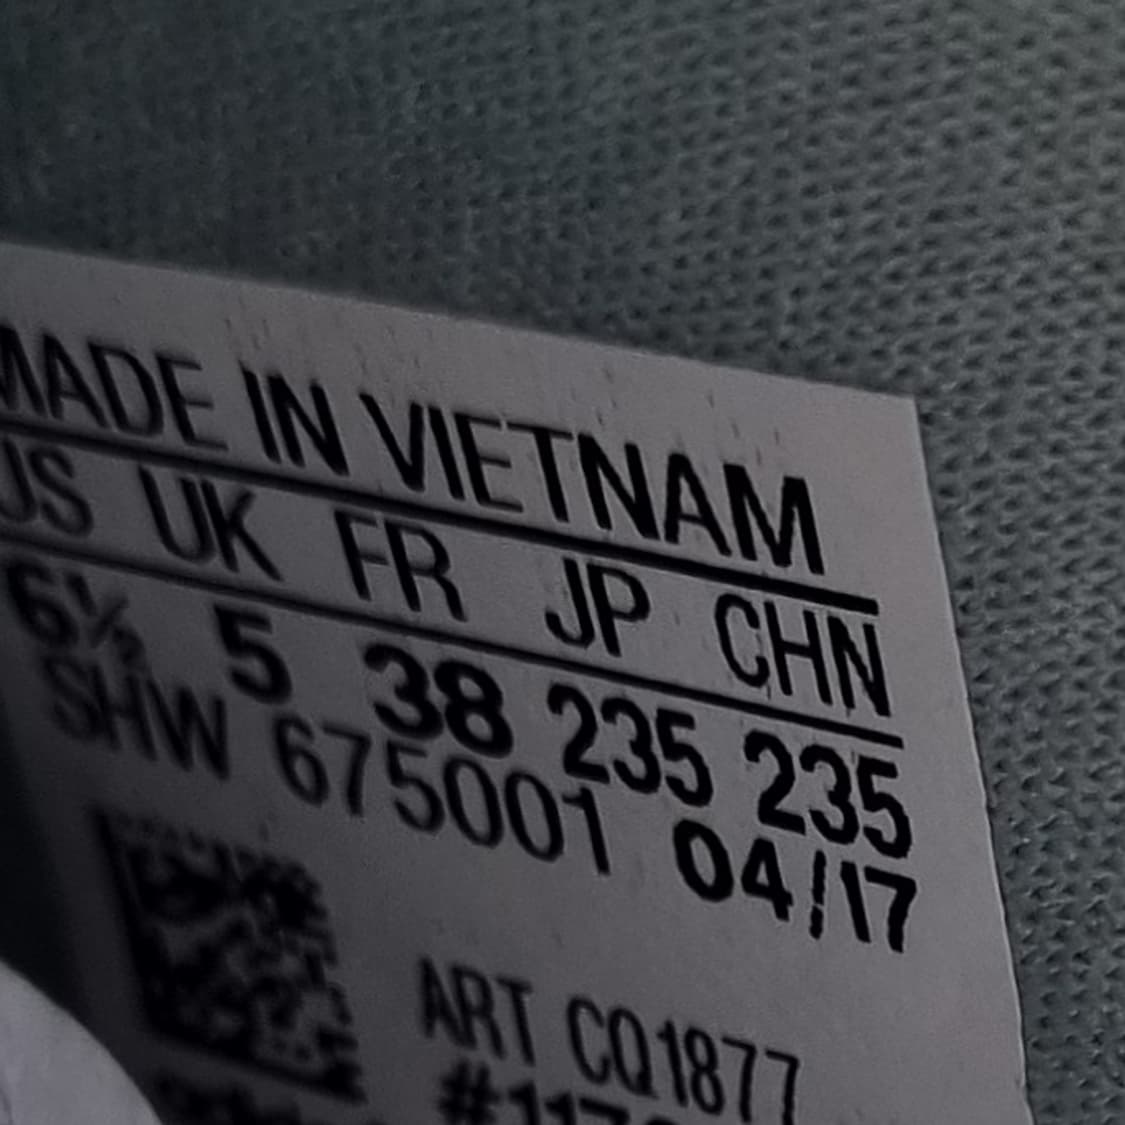 MADE IN VIETNAM
US UK FR JP CHN
6½ 5 38 235 235
SHW 675001 04/17
ART CQ1877